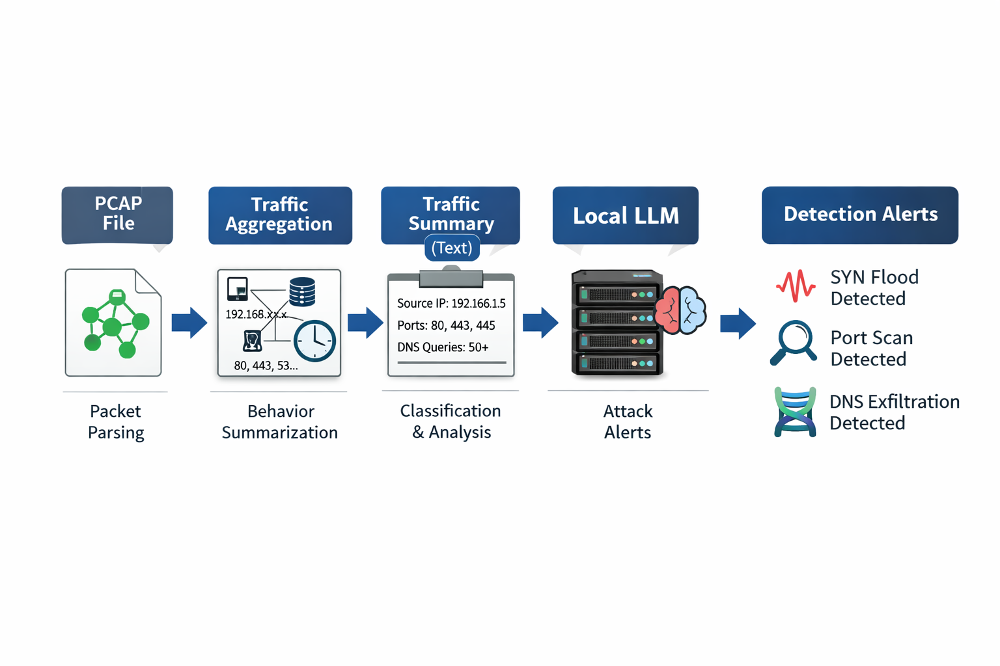 PCAP
File
Traffic
Aggregation
Traffic
Summary
(Text)
Local LLM
Detection Alerts
192.168.x.x.x
80, 443, 53...
Source IP: 192.166.1.5
Ports: 80, 443, 445
DNS Queries: 50+
SYN Flood
Detected
Port Scan
Detected
DNS Exfiltration
Detected
Packet
Parsing
Behavior
Summarization
Classification
& Analysis
Attack
Alerts